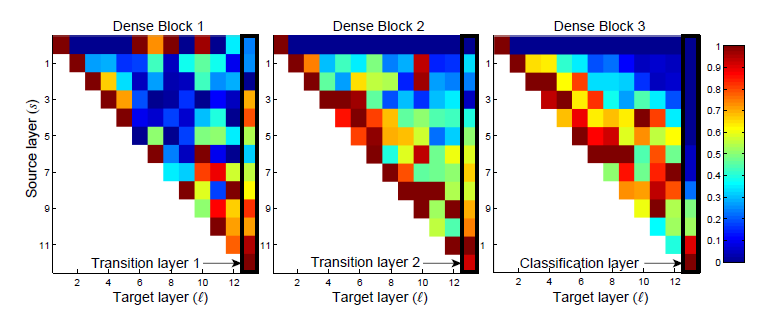 Dense Block 1
Dense Block 2
Dense Block 3
Source layer (s)
1
3
5
7
9
11
Transition layer 1
2 4 6 8 10 12
Target layer (ℓ)
1
3
5
7
9
11
Transition layer 2
2 4 6 8 10 12
Target layer (ℓ)
1
3
5
7
9
1
Classification layer
2 4 6 8 10 12
Target layer (ℓ)
1
0.9
0.8
0.7
0.6
0.5
0.4
0.3
0.2
0.1
0